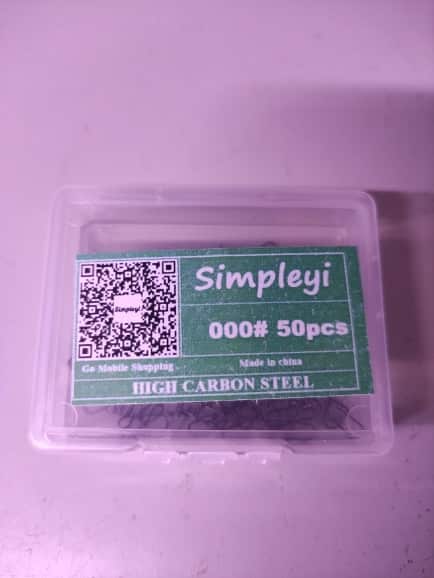 Simpleyi
Simpleyi
000# 50pcs
Go Mobile Shopping
Made in china
HIGH CARBON STEEL